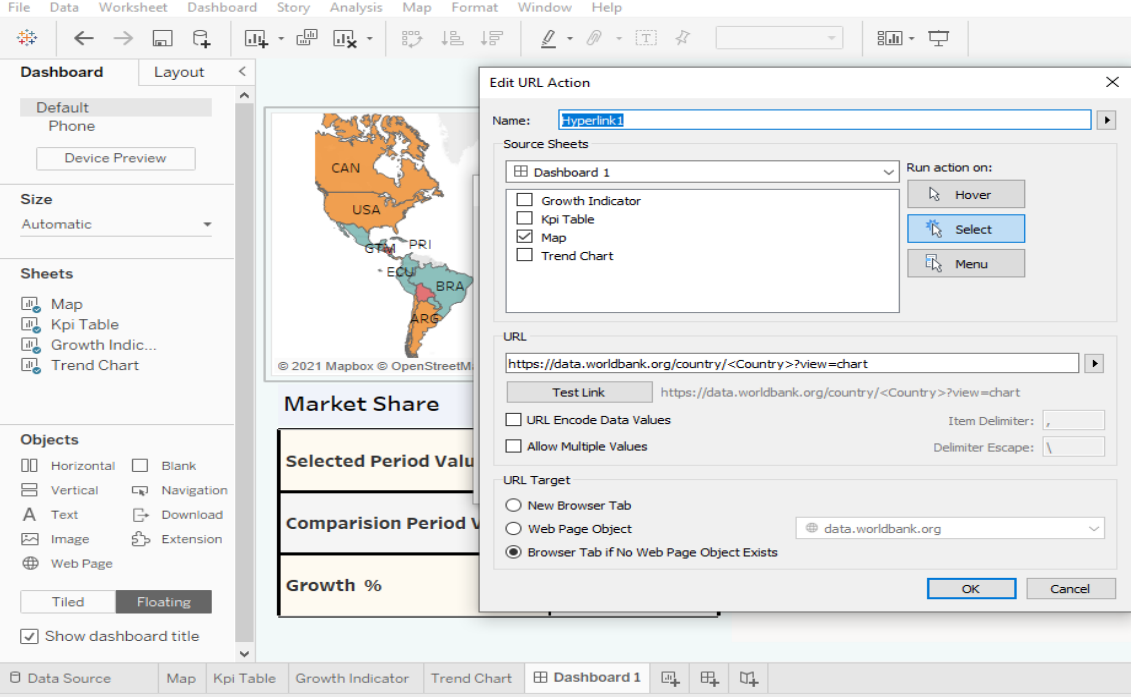 File Data Worksheet Dashboard Story Analysis Map Format Window Help
Dashboard Layout
Default
Phone
Device Preview
Size
Automatic
Sheets
Map
Kpi Table
Growth Indic...
Trend Chart
Objects
Horizontal Blank
Vertical Navigation
Text Download
Image Extension
Web Page
Tiled Floating
Show dashboard title
CAN
USA
GTM PRI
ECU
BRA
ARG
© 2021 Mapbox © OpenStreetM
Market Share
Selected Period Valu
Comparision Period V
Growth %
Edit URL Action
Name: Hyperlink1
Source Sheets
Dashboard 1
Growth Indicator
Kpi Table
Map
Trend Chart
Run action on:
Hover
Select
Menu
URL
https://data.worldbank.org/country/<Country>?view=chart
Test Link https://data.worldbank.org/country/<Country>?view=chart
URL Encode Data Values Item Delimiter: ,
Allow Multiple Values Delimiter Escape: \
URL Target
New Browser Tab
Web Page Object data.worldbank.org
Browser Tab if No Web Page Object Exists
OK Cancel
Data Source Map Kpi Table Growth Indicator Trend Chart Dashboard 1